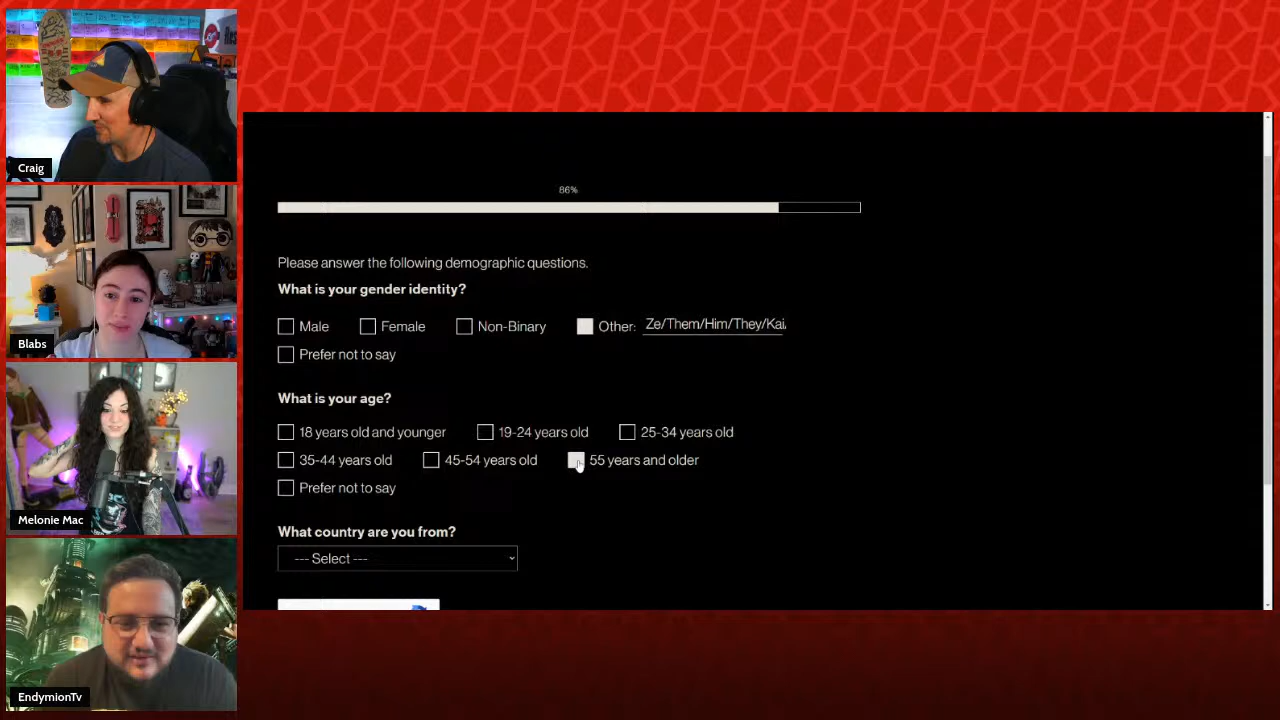 Craig
Blabs
Melonie Mac
EndymionTv
86%
Please answer the following demographic questions.
What is your gender identity?
Male Female Non-Binary Other: Ze/Them/Him/They/Kai
Prefer not to say
What is your age?
18 years old and younger 19-24 years old 25-34 years old
35-44 years old 45-54 years old 55 years and older
Prefer not to say
What country are you from?
--- Select ---